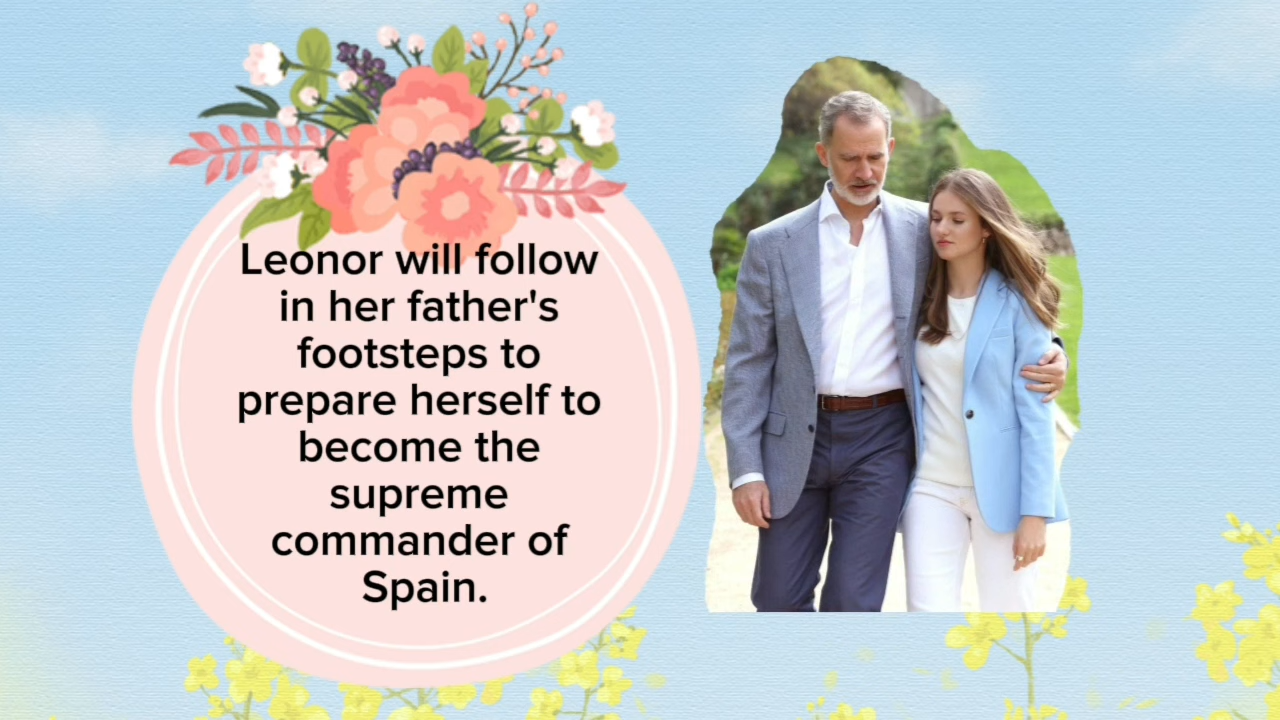 Leonor will follow
in her father's
footsteps to
prepare herself to
become the
supreme
commander of
Spain.